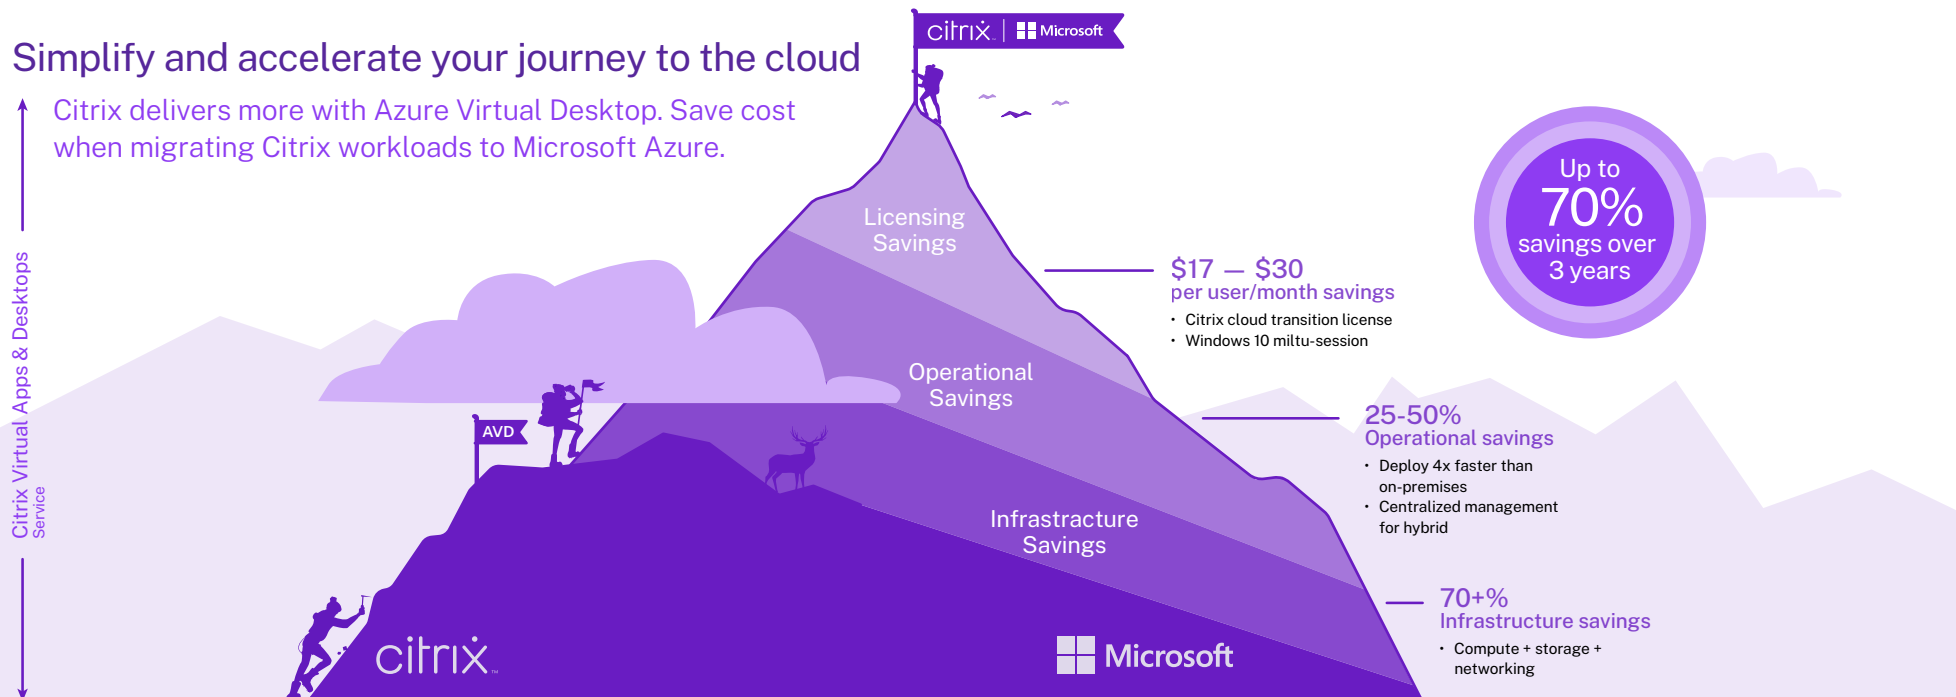 citrix™ | Microsoft
Simplify and accelerate your journey to the cloud
Citrix delivers more with Azure Virtual Desktop. Save cost
when migrating Citrix workloads to Microsoft Azure.
Citrix Virtual Apps & Desktops
Service
Up to
70%
savings over
3 years
Licensing
Savings
$17 — $30
per user/month savings
• Citrix cloud transition license
• Windows 10 miltu-session
Operational
Savings
25-50%
Operational savings
• Deploy 4x faster than
on-premises
• Centralized management
for hybrid
AVD
Infrastracture
Savings
70+%
Infrastructure savings
• Compute + storage +
networking
citrix™
Microsoft